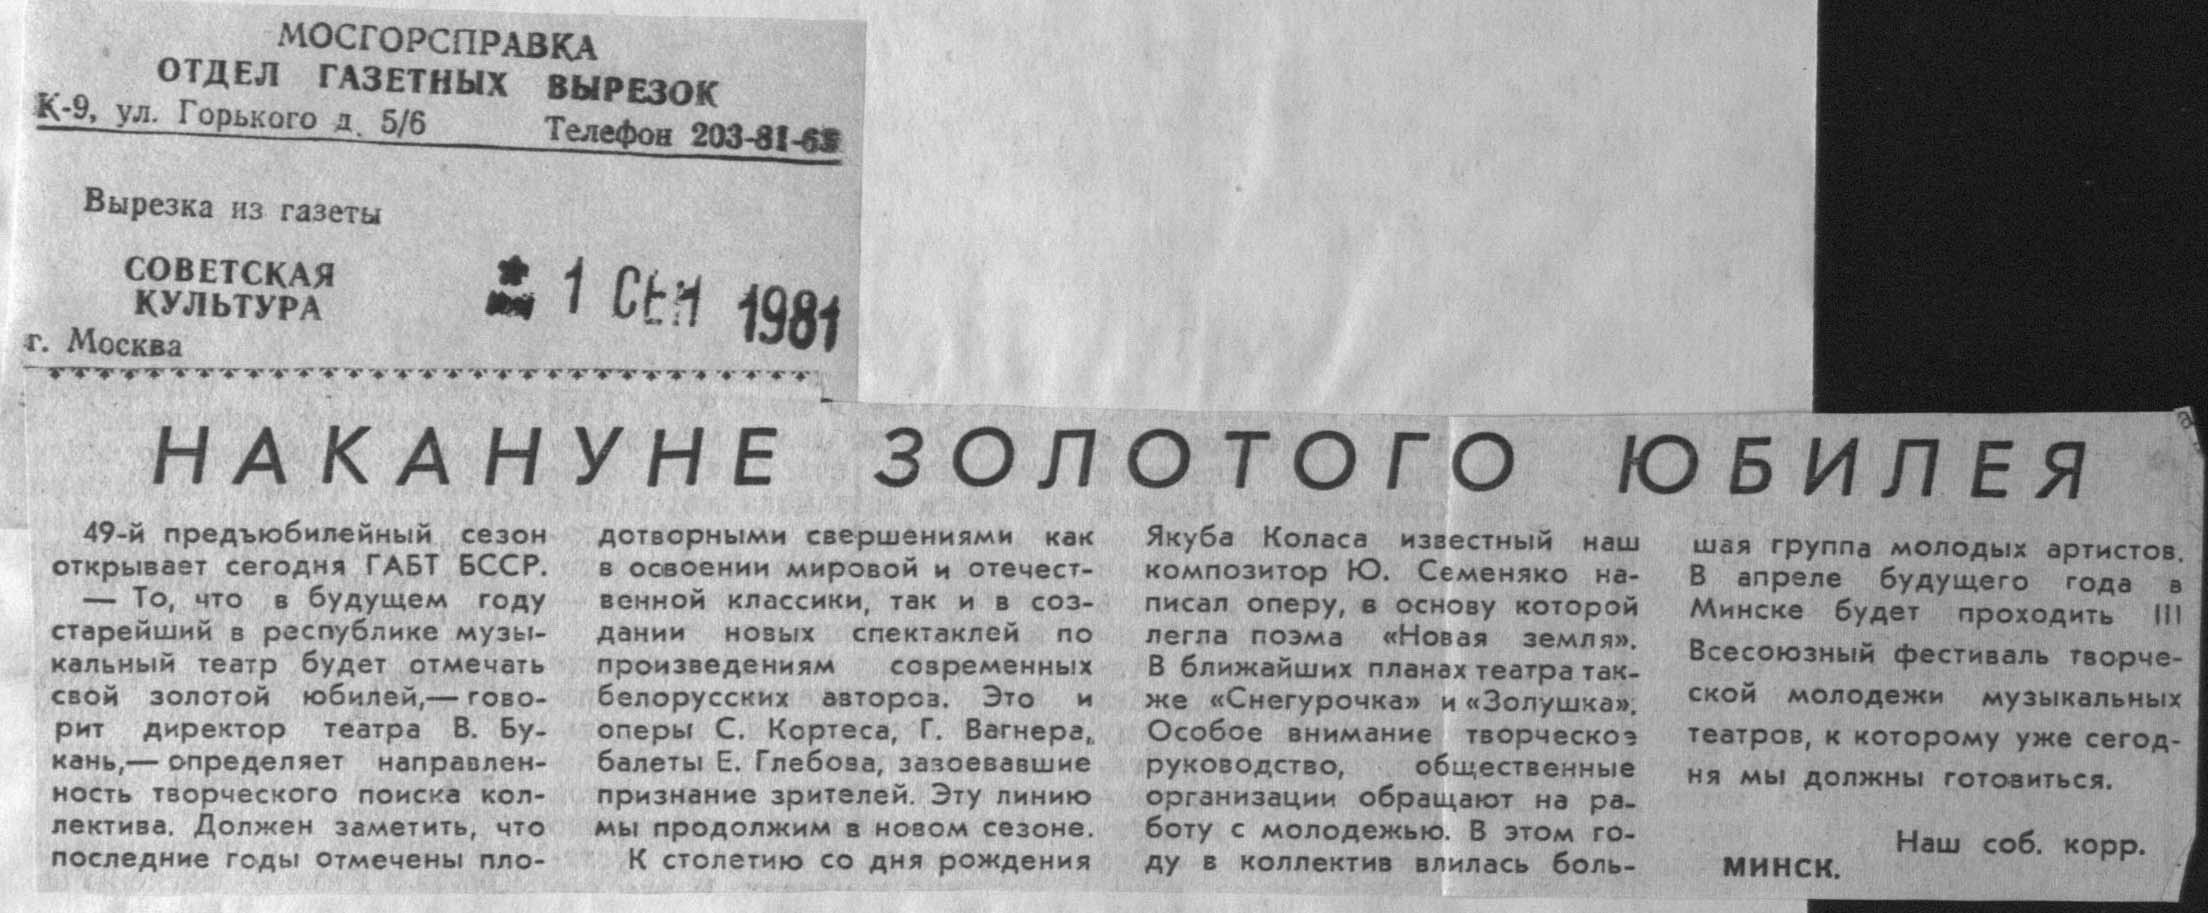 МОСГОРСПРАВКА
ОТДЕЛ ГАЗЕТНЫХ ВЫРЕЗОК
К-9, ул. Горького д. 5/6 Телефон 203-81-63
Вырезка из газеты
СОВЕТСКАЯ
КУЛЬТУРА
1 СЕН 1981
г. Москва
НАКАНУНЕ ЗОЛОТОГО ЮБИЛЕЯ
49-й предъюбилейный сезон
открывает сегодня ГАБТ БССР.
— То, что в будущем году
старейший в республике музы-
кальный театр будет отмечать
свой золотой юбилей,— гово-
рит директор театра В. Бу-
кань,— определяет направлен-
ность творческого поиска кол-
лектива. Должен заметить, что
последние годы отмечены пло-
дотворными свершениями как
в освоении мировой и отечест-
венной классики, так и в соз-
дании новых спектаклей по
произведениям современных
белорусских авторов. Это и
оперы С. Кортеса, Г. Вагнера,
балеты Е. Глебова, завоевавшие
признание зрителей. Эту линию
мы продолжим в новом сезоне.
К столетию со дня рождения
Якуба Коласа известный наш
композитор Ю. Семеняко на-
писал оперу, в основу которой
легла поэма «Новая земля».
В ближайших планах театра так-
же «Снегурочка» и «Золушка».
Особое внимание творческое
руководство, общественные
организации обращают на ра-
боту с молодежью. В этом го-
ду в коллектив влилась боль-
шая группа молодых артистов.
В апреле будущего года в
Минске будет проходить III
Всесоюзный фестиваль творче-
ской молодежи музыкальных
театров, к которому уже сегод-
ня мы должны готовиться.
Наш соб. корр.
МИНСК.